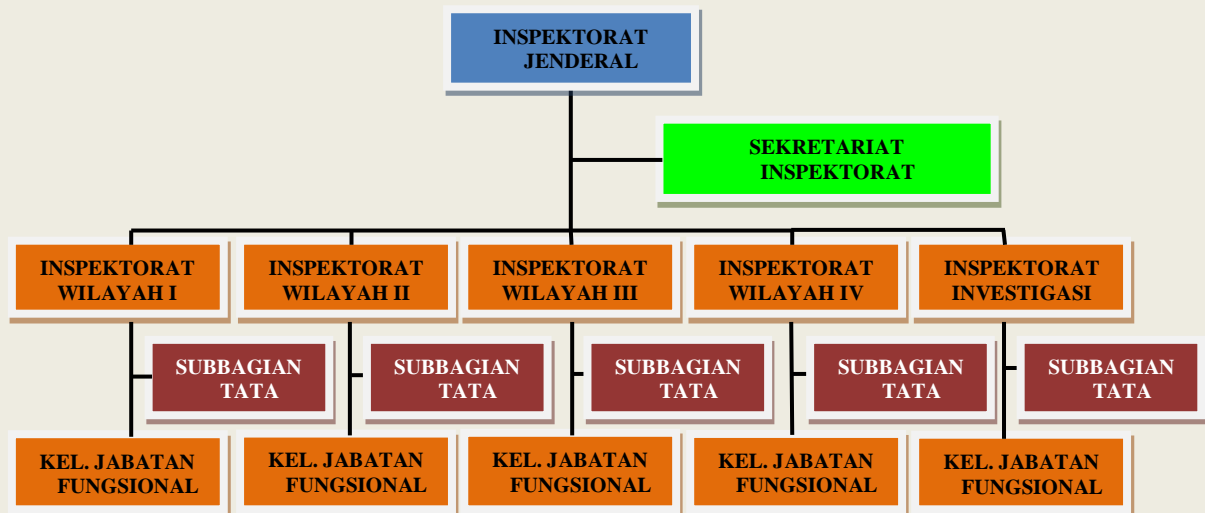 INSPEKTORAT
JENDERAL
SEKRETARIAT
INSPEKTORAT
INSPEKTORAT
WILAYAH I
INSPEKTORAT
WILAYAH II
INSPEKTORAT
WILAYAH III
INSPEKTORAT
WILAYAH IV
INSPEKTORAT
INVESTIGASI
SUBBAGIAN
TATA
SUBBAGIAN
TATA
SUBBAGIAN
TATA
SUBBAGIAN
TATA
SUBBAGIAN
TATA
KEL. JABATAN
FUNGSIONAL
KEL. JABATAN
FUNGSIONAL
KEL. JABATAN
FUNGSIONAL
KEL. JABATAN
FUNGSIONAL
KEL. JABATAN
FUNGSIONAL